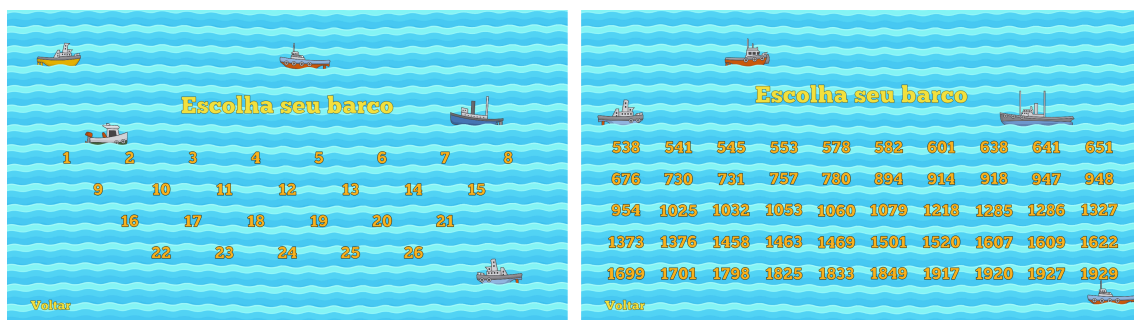 Escolha seu barco
1 2 3 4 5 6 7 8
9 10 11 12 13 14 15
16 17 18 19 20 21
22 23 24 25 26
Voltar
Escolha seu barco
538 541 545 553 578 582 601 638 641 651
676 730 731 757 780 894 914 918 947 948
954 1025 1032 1053 1060 1079 1218 1285 1286 1327
1373 1376 1458 1463 1469 1501 1520 1607 1609 1622
1699 1701 1798 1825 1833 1849 1917 1920 1927 1929
Voltar